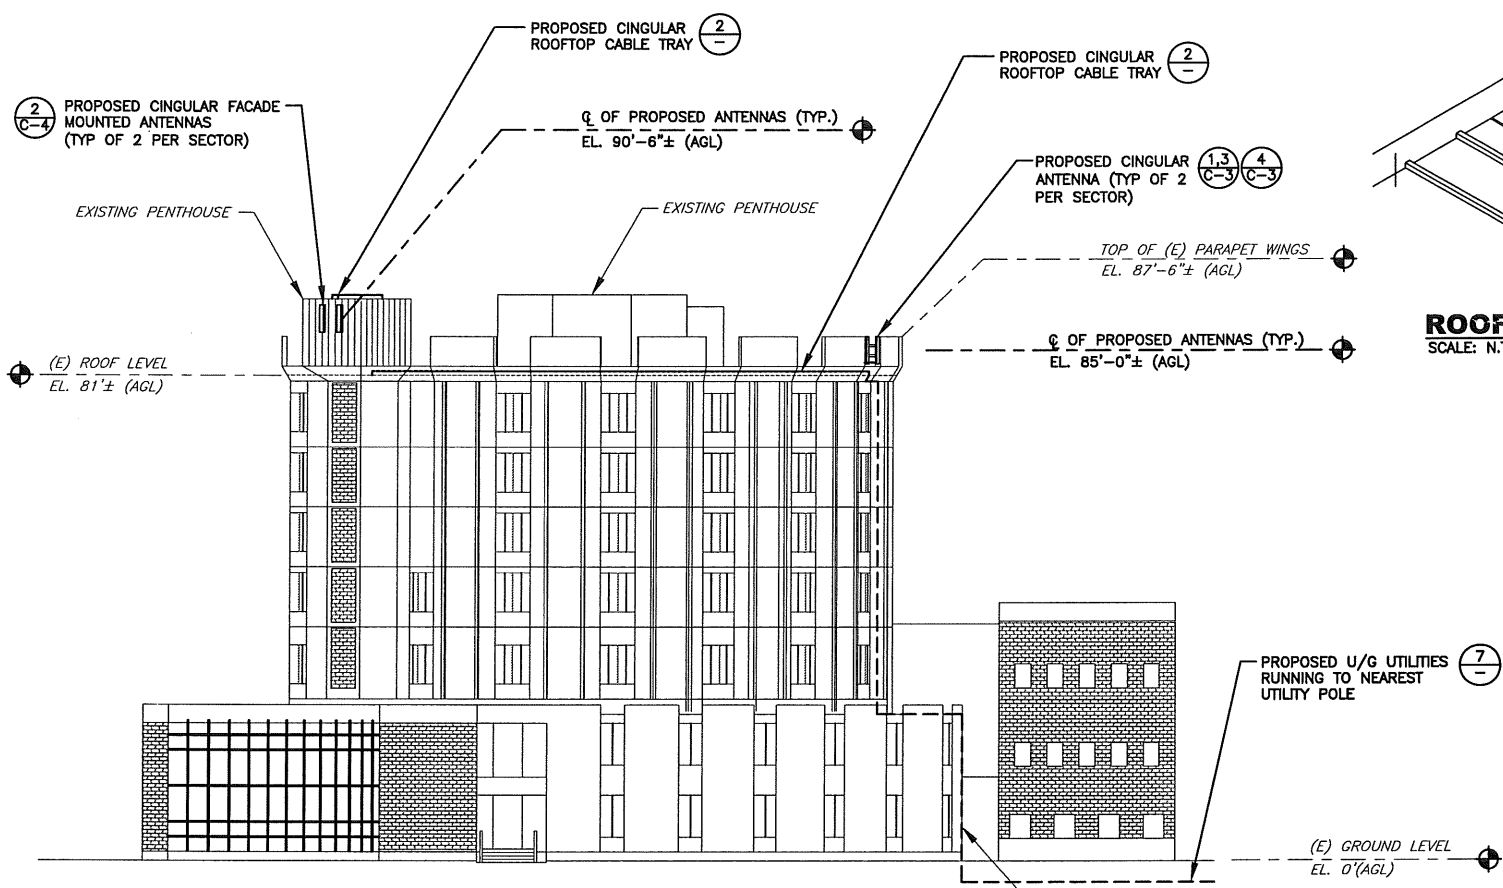 PROPOSED CINGULAR
ROOFTOP CABLE TRAY
2
-
PROPOSED CINGULAR
ROOFTOP CABLE TRAY
2
-
2
C-4
PROPOSED CINGULAR FACADE
MOUNTED ANTENNAS
(TYP OF 2 PER SECTOR)
℄ OF PROPOSED ANTENNAS (TYP.)
EL. 90'-6"± (AGL)
PROPOSED CINGULAR
ANTENNA (TYP OF 2
PER SECTOR)
1,3
C-3
4
C-3
EXISTING PENTHOUSE
EXISTING PENTHOUSE
TOP OF (E) PARAPET WINGS
EL. 87'-6"± (AGL)
ROOF
SCALE: N.
℄ OF PROPOSED ANTENNAS (TYP.)
EL. 85'-0"± (AGL)
(E) ROOF LEVEL
EL. 81'± (AGL)
PROPOSED U/G UTILITIES
RUNNING TO NEAREST
UTILITY POLE
7
-
(E) GROUND LEVEL
EL. 0'(AGL)